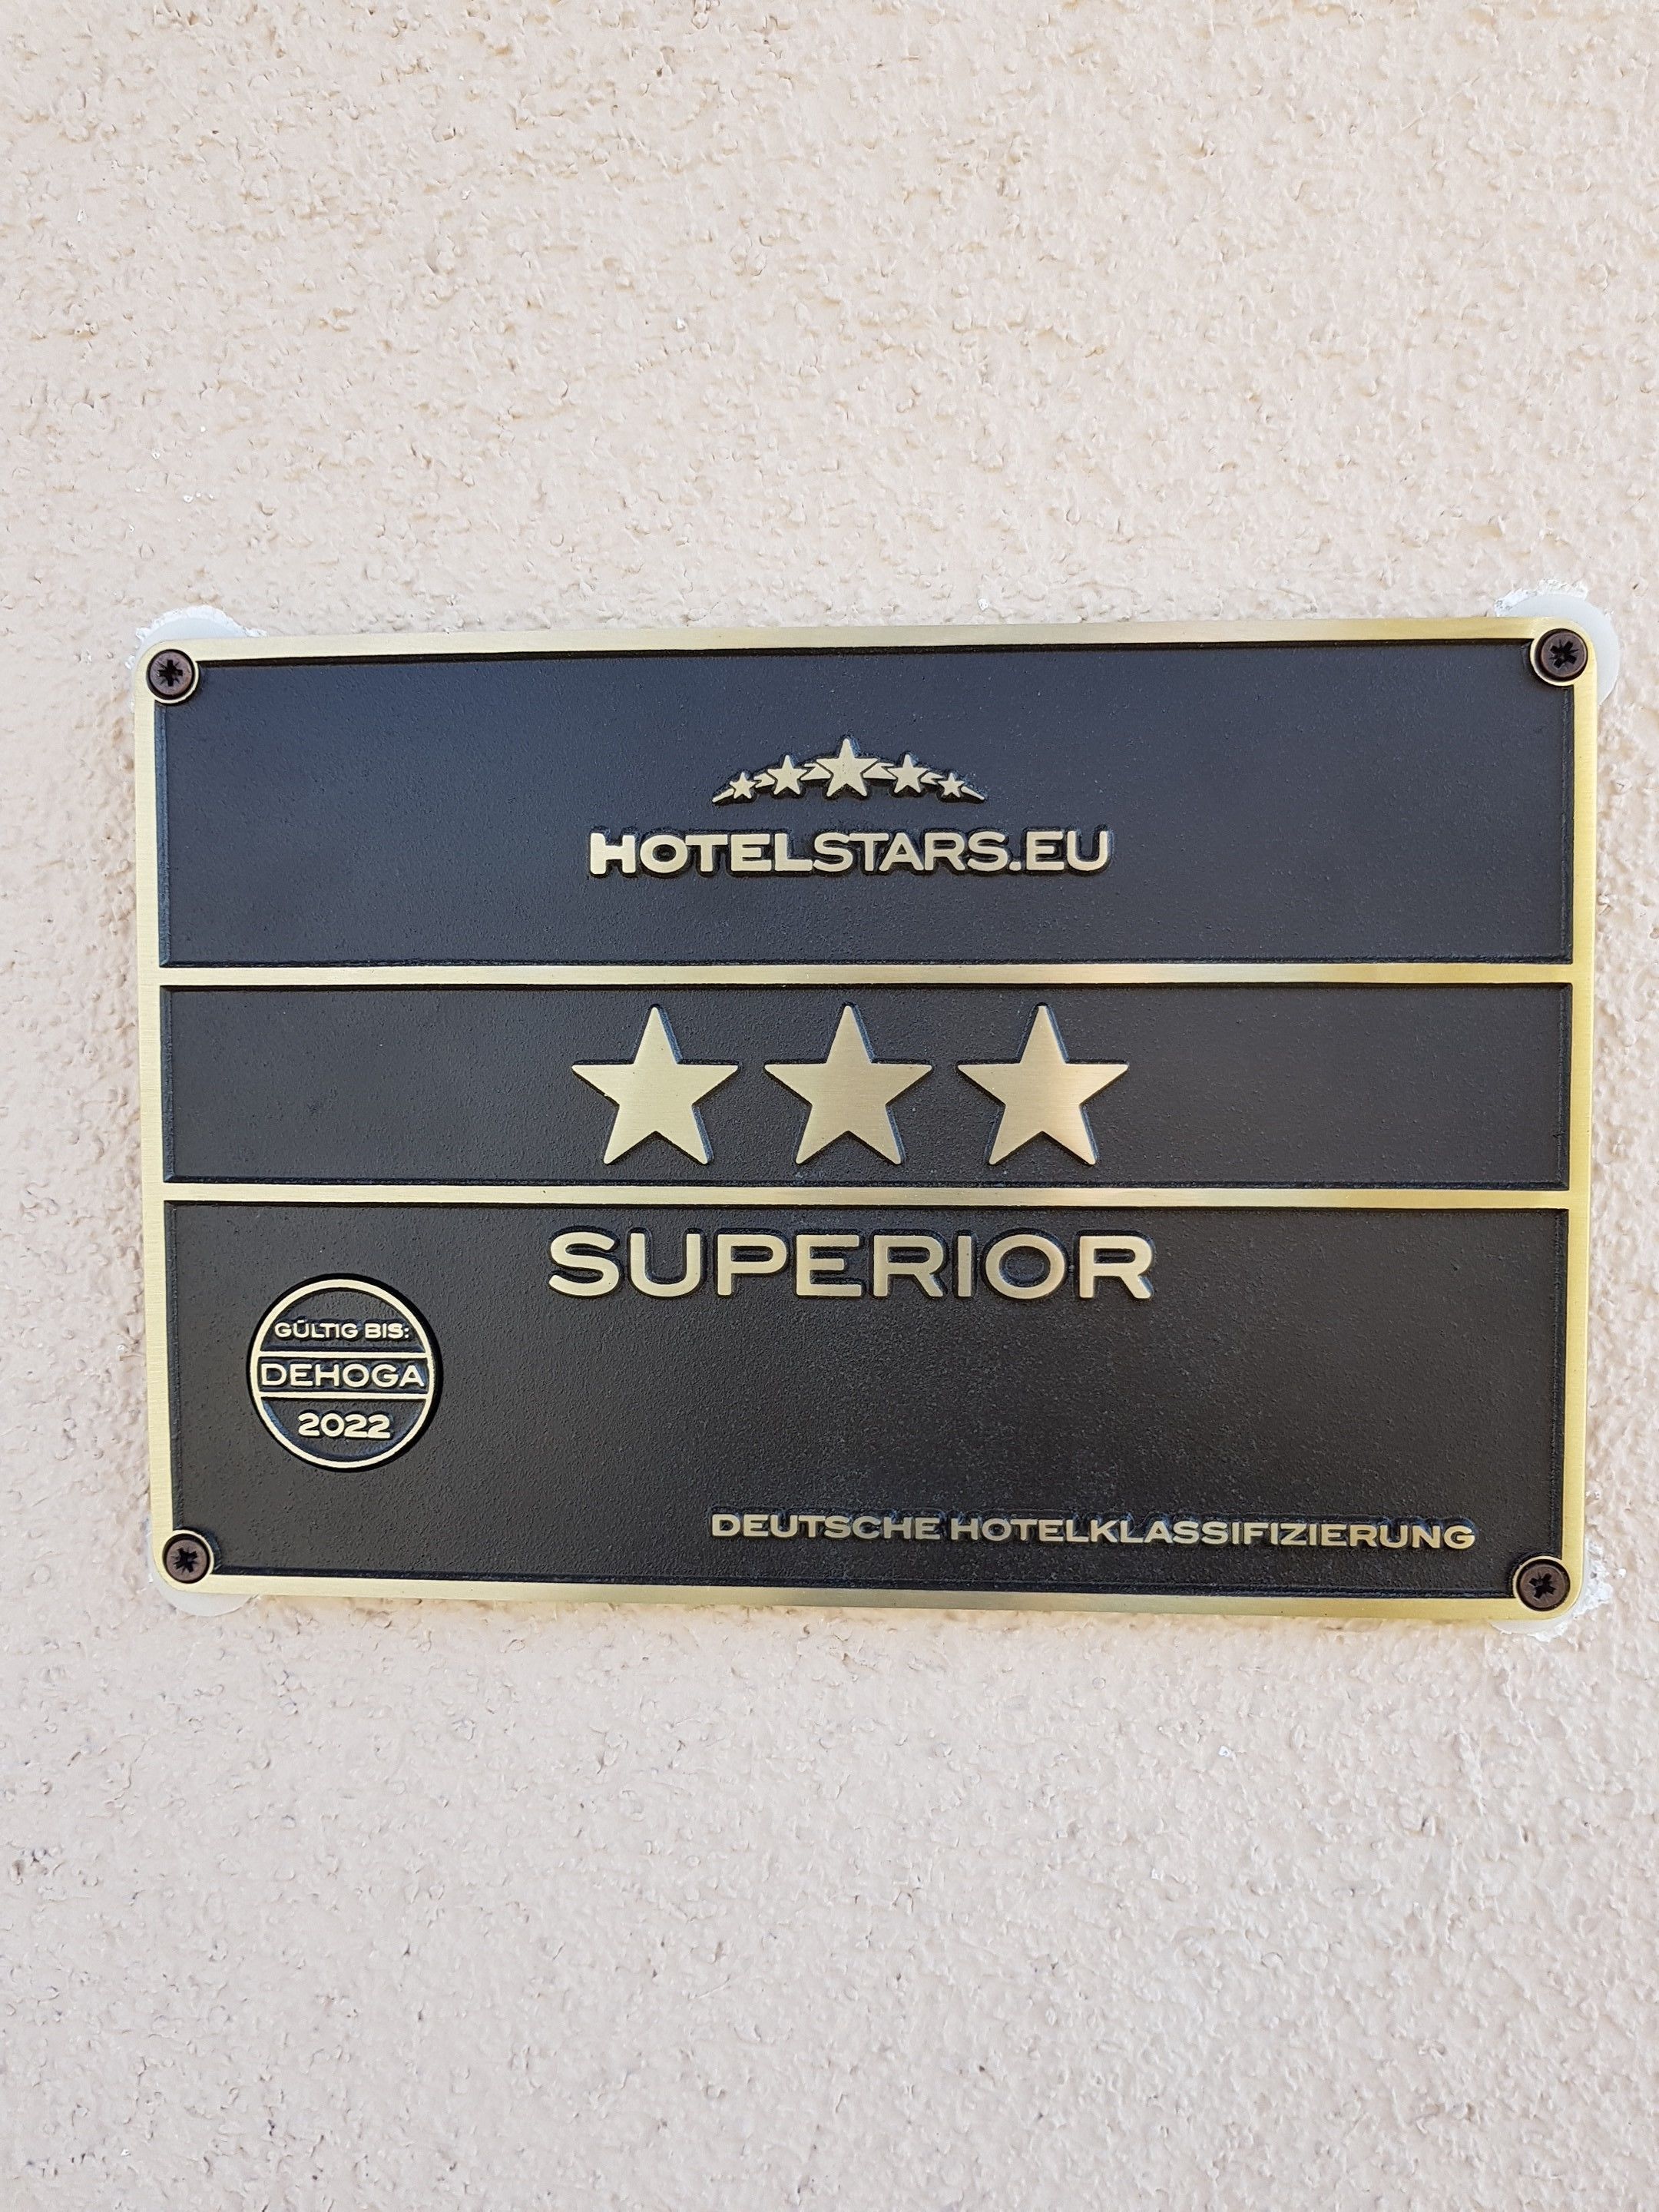 HOTELSTARS.EU
SUPERIOR
GÜLTIG BIS:
DEHOGA
2022
DEUTSCHE HOTELKLASSIFIZIERUNG